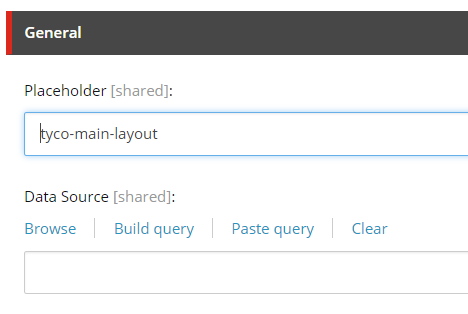 General
Placeholder [shared]:
tyco-main-layout
Data Source [shared]:
Browse Build query Paste query Clear